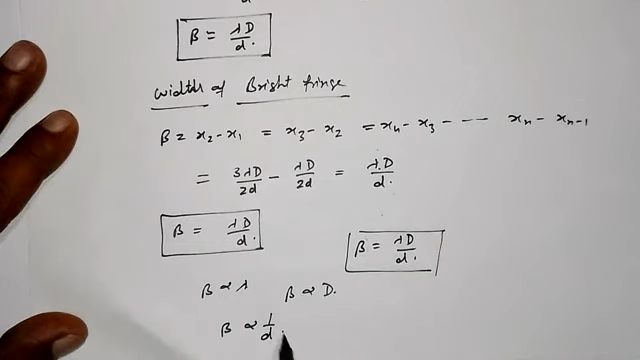 β = λD/d.
Width of Bright fringe
β = x₂ - x₁ = x₃ - x₂ = x₄ - x₃ - --- xₙ - xₙ₋₁
= 3λD/2d - λD/2d = λD/d.
β = λD/d.
β = λD/d.
β ∝ λ β ∝ D.
β ∝ 1/d.